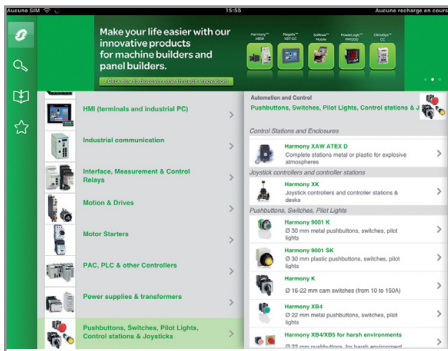 Aucune SIM
15:55
Aucune recharge en cours
Make your life easier with our
innovative products
for machine builders and
panel builders.
HMI (terminals and industrial PC)
Industrial communication
Interface, Measurement & Control
Relays
Motion & Drives
Motor Starters
PAC, PLC & other Controllers
Power supplies & transformers
Pushbuttons, Switches, Pilot Lights,
Control stations & Joysticks
Automation and Control
Pushbuttons, Switches, Pilot Lights, Control stations & J
Control Stations and Enclosures
Harmony XAW ATEX D
Complete stations metal or plastic for explosive
atmospheres
Joystick controllers and controller stations
Harmony XK
Joystick controllers and controller stations &
desks
Pushbuttons, Switches, Pilot Lights
Harmony 9001 K
Ø 30 mm metal pushbuttons, switches, pilot
lights
Harmony 9001 SK
Ø 30 mm plastic pushbuttons, switches, pilot
lights
Harmony K
Ø 16-22 mm cam switches (from 10 to 150A)
Harmony XB4
Ø 22 mm metal pushbuttons, switches, pilot
lights
Harmony XB4/XB5 for harsh environments
Ø 22 mm pushbuttons, for harsh environment